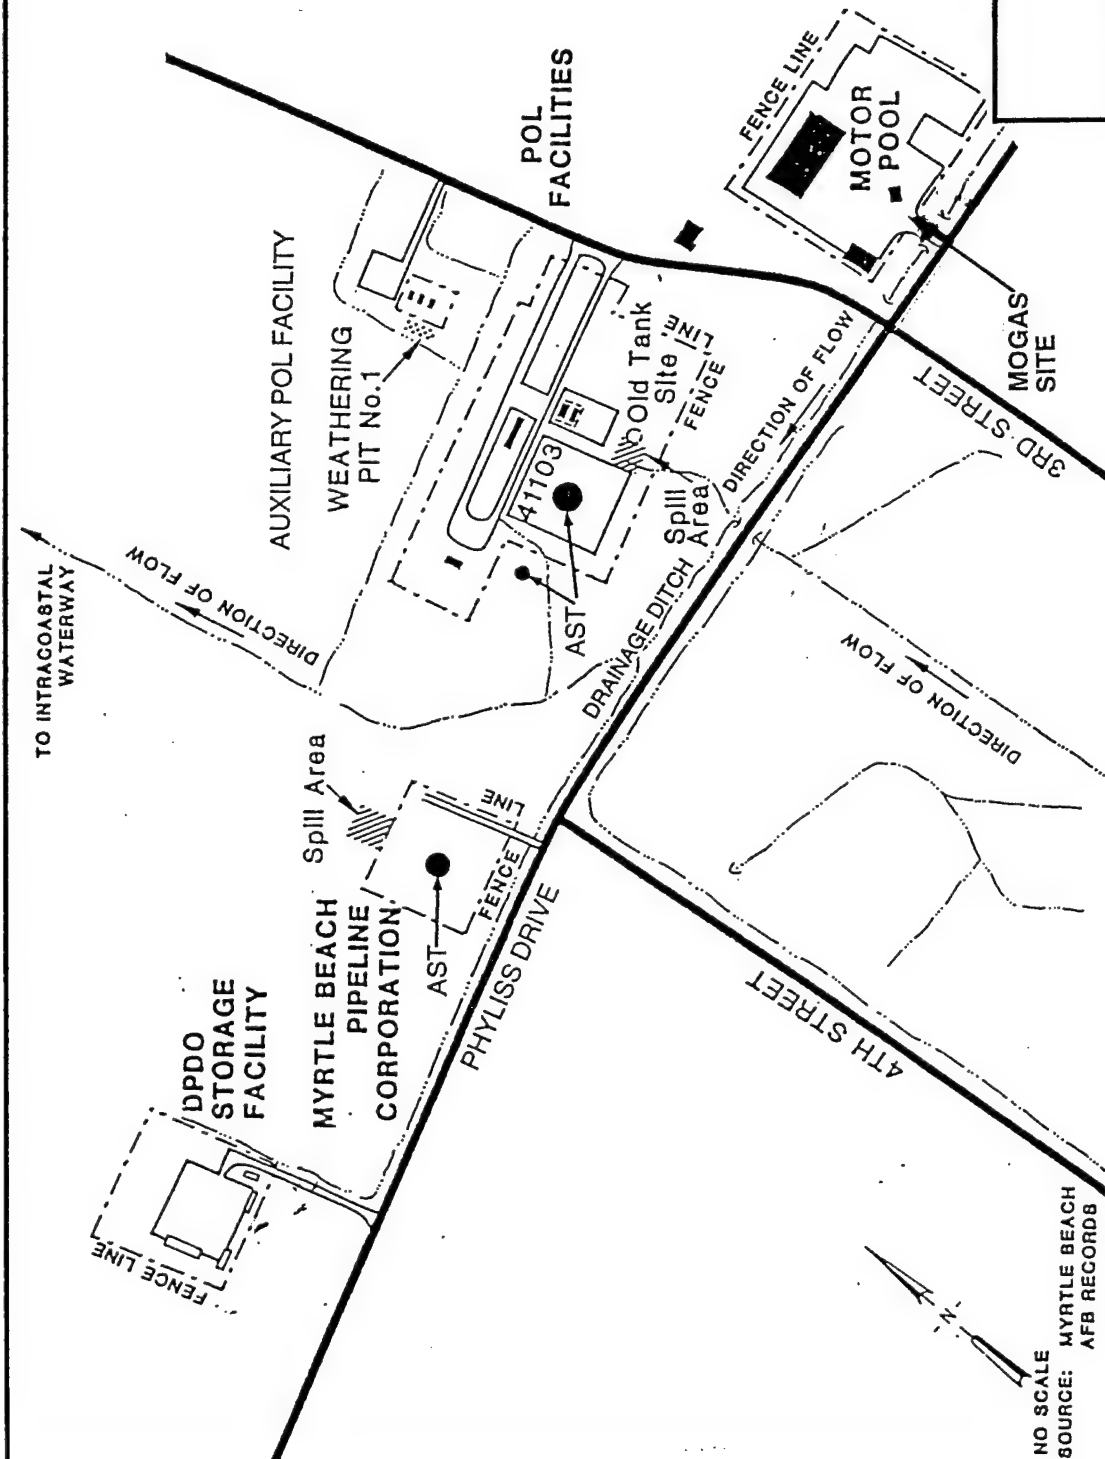 TO INTRACOASTAL
WATERWAY
DIRECTION OF FLOW
AUXILIARY POL FACILITY
WEATHERING
PIT No.1
POL
FACILITIES
FENCE LINE
MOTOR
POOL
MOGAS
SITE
3RD STREET
DIRECTION OF FLOW
FENCE
LINE
Old Tank
Site
41103
Spill
Area
AST
DRAINAGE DITCH
DIRECTION OF FLOW
Spill Area
MYRTLE BEACH
PIPELINE
CORPORATION
AST
FENCE
LINE
PHYLISS DRIVE
4TH STREET
DPDO
STORAGE
FACILITY
FENCE LINE
FENCE LINE
N
NO SCALE
SOURCE: MYRTLE BEACH
AFB RECORDS